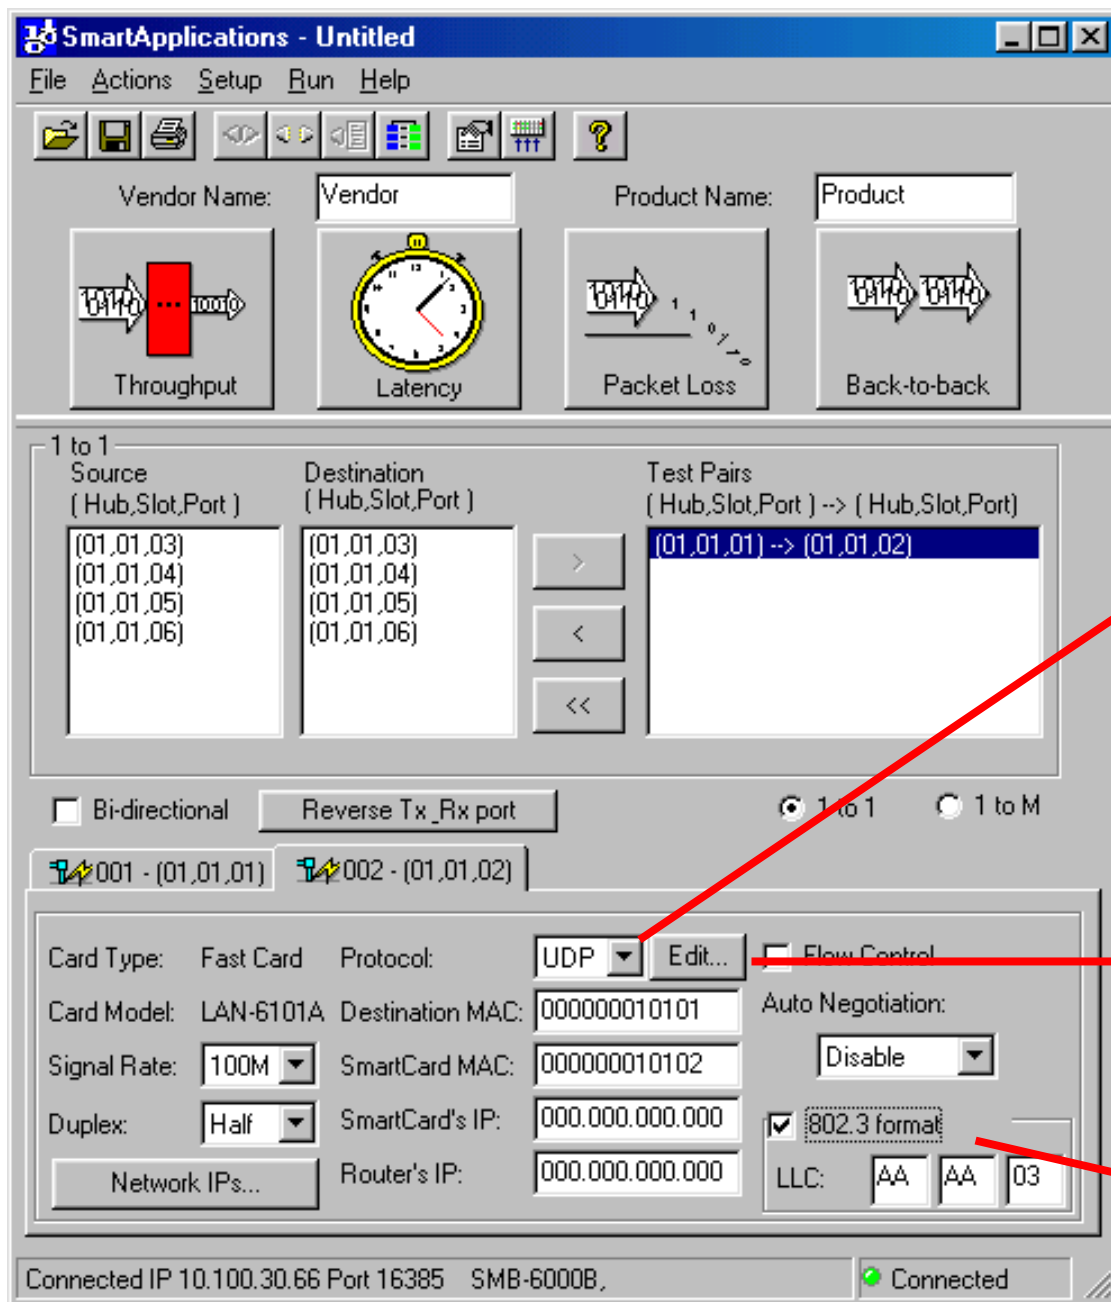 SmartApplications - Untitled
File Actions Setup Run Help
Vendor Name: Vendor Product Name: Product
Throughput Latency Packet Loss Back-to-back
1 to 1
Source Destination Test Pairs
( Hub,Slot,Port ) ( Hub,Slot,Port ) ( Hub,Slot,Port ) --> ( Hub,Slot,Port)
(01,01,03) (01,01,03) > (01,01,01) --> (01,01,02)
(01,01,04) (01,01,04)
(01,01,05) (01,01,05)
(01,01,06) (01,01,06) <
<<
Bi-directional Reverse Tx_Rx port 1 to 1 1 to M
001 - (01,01,01) 002 - (01,01,02)
Card Type: Fast Card Protocol: UDP Edit... Flow Control
Card Model: LAN-6101A Destination MAC: 000000010101 Auto Negotiation:
Signal Rate: 100M SmartCard MAC: 000000010102 Disable
Duplex: Half SmartCard's IP: 000.000.000.000 802.3 format
Network IPs... Router's IP: 000.000.000.000 LLC: AA AA 03
Connected IP 10.100.30.66 Port 16385 SMB-6000B, Connected